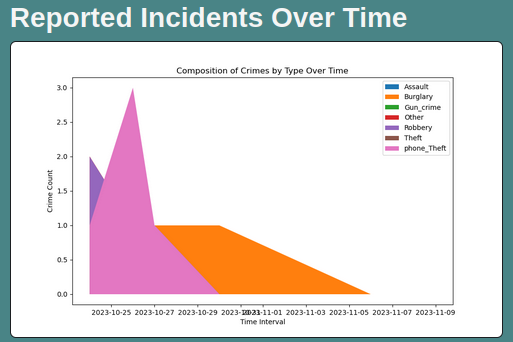 Reported Incidents Over Time
Composition of Crimes by Type Over Time
Assault
Burglary
Gun_crime
Other
Robbery
Theft
phone_Theft
3.0
2.5
2.0
1.5
1.0
0.5
0.0
Crime Count
2023-10-25 2023-10-27 2023-10-29 2023-10-31 2023-11-01 2023-11-03 2023-11-05 2023-11-07 2023-11-09
Time Interval